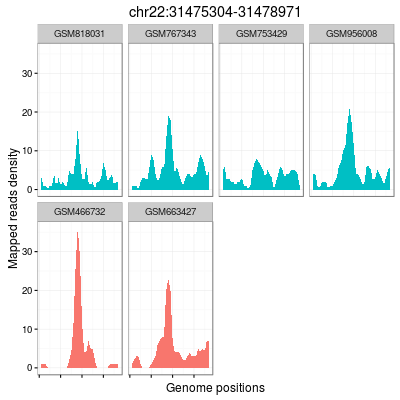 chr22:31475304-31478971
GSM818031 GSM767343 GSM753429 GSM956008
30
20
10
0
GSM466732 GSM663427
30
20
10
0
Mapped reads density
Genome positions